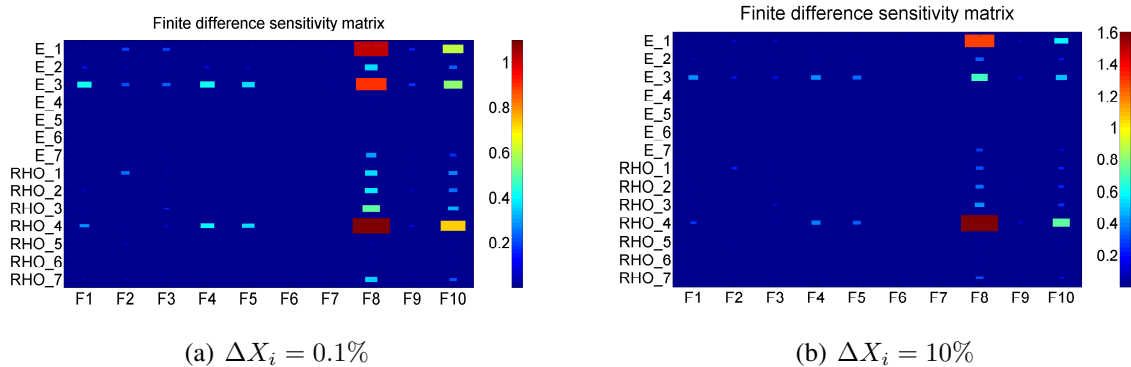 Finite difference sensitivity matrix
E_1
E_2
E_3
E_4
E_5
E_6
E_7
RHO_1
RHO_2
RHO_3
RHO_4
RHO_5
RHO_6
RHO_7
F1 F2 F3 F4 F5 F6 F7 F8 F9 F10
1
0.8
0.6
0.4
0.2
(a) ΔX_i = 0.1%
Finite difference sensitivity matrix
E_1
E_2
E_3
E_4
E_5
E_6
E_7
RHO_1
RHO_2
RHO_3
RHO_4
RHO_5
RHO_6
RHO_7
F1 F2 F3 F4 F5 F6 F7 F8 F9 F10
1.6
1.4
1.2
1
0.8
0.6
0.4
0.2
(b) ΔX_i = 10%